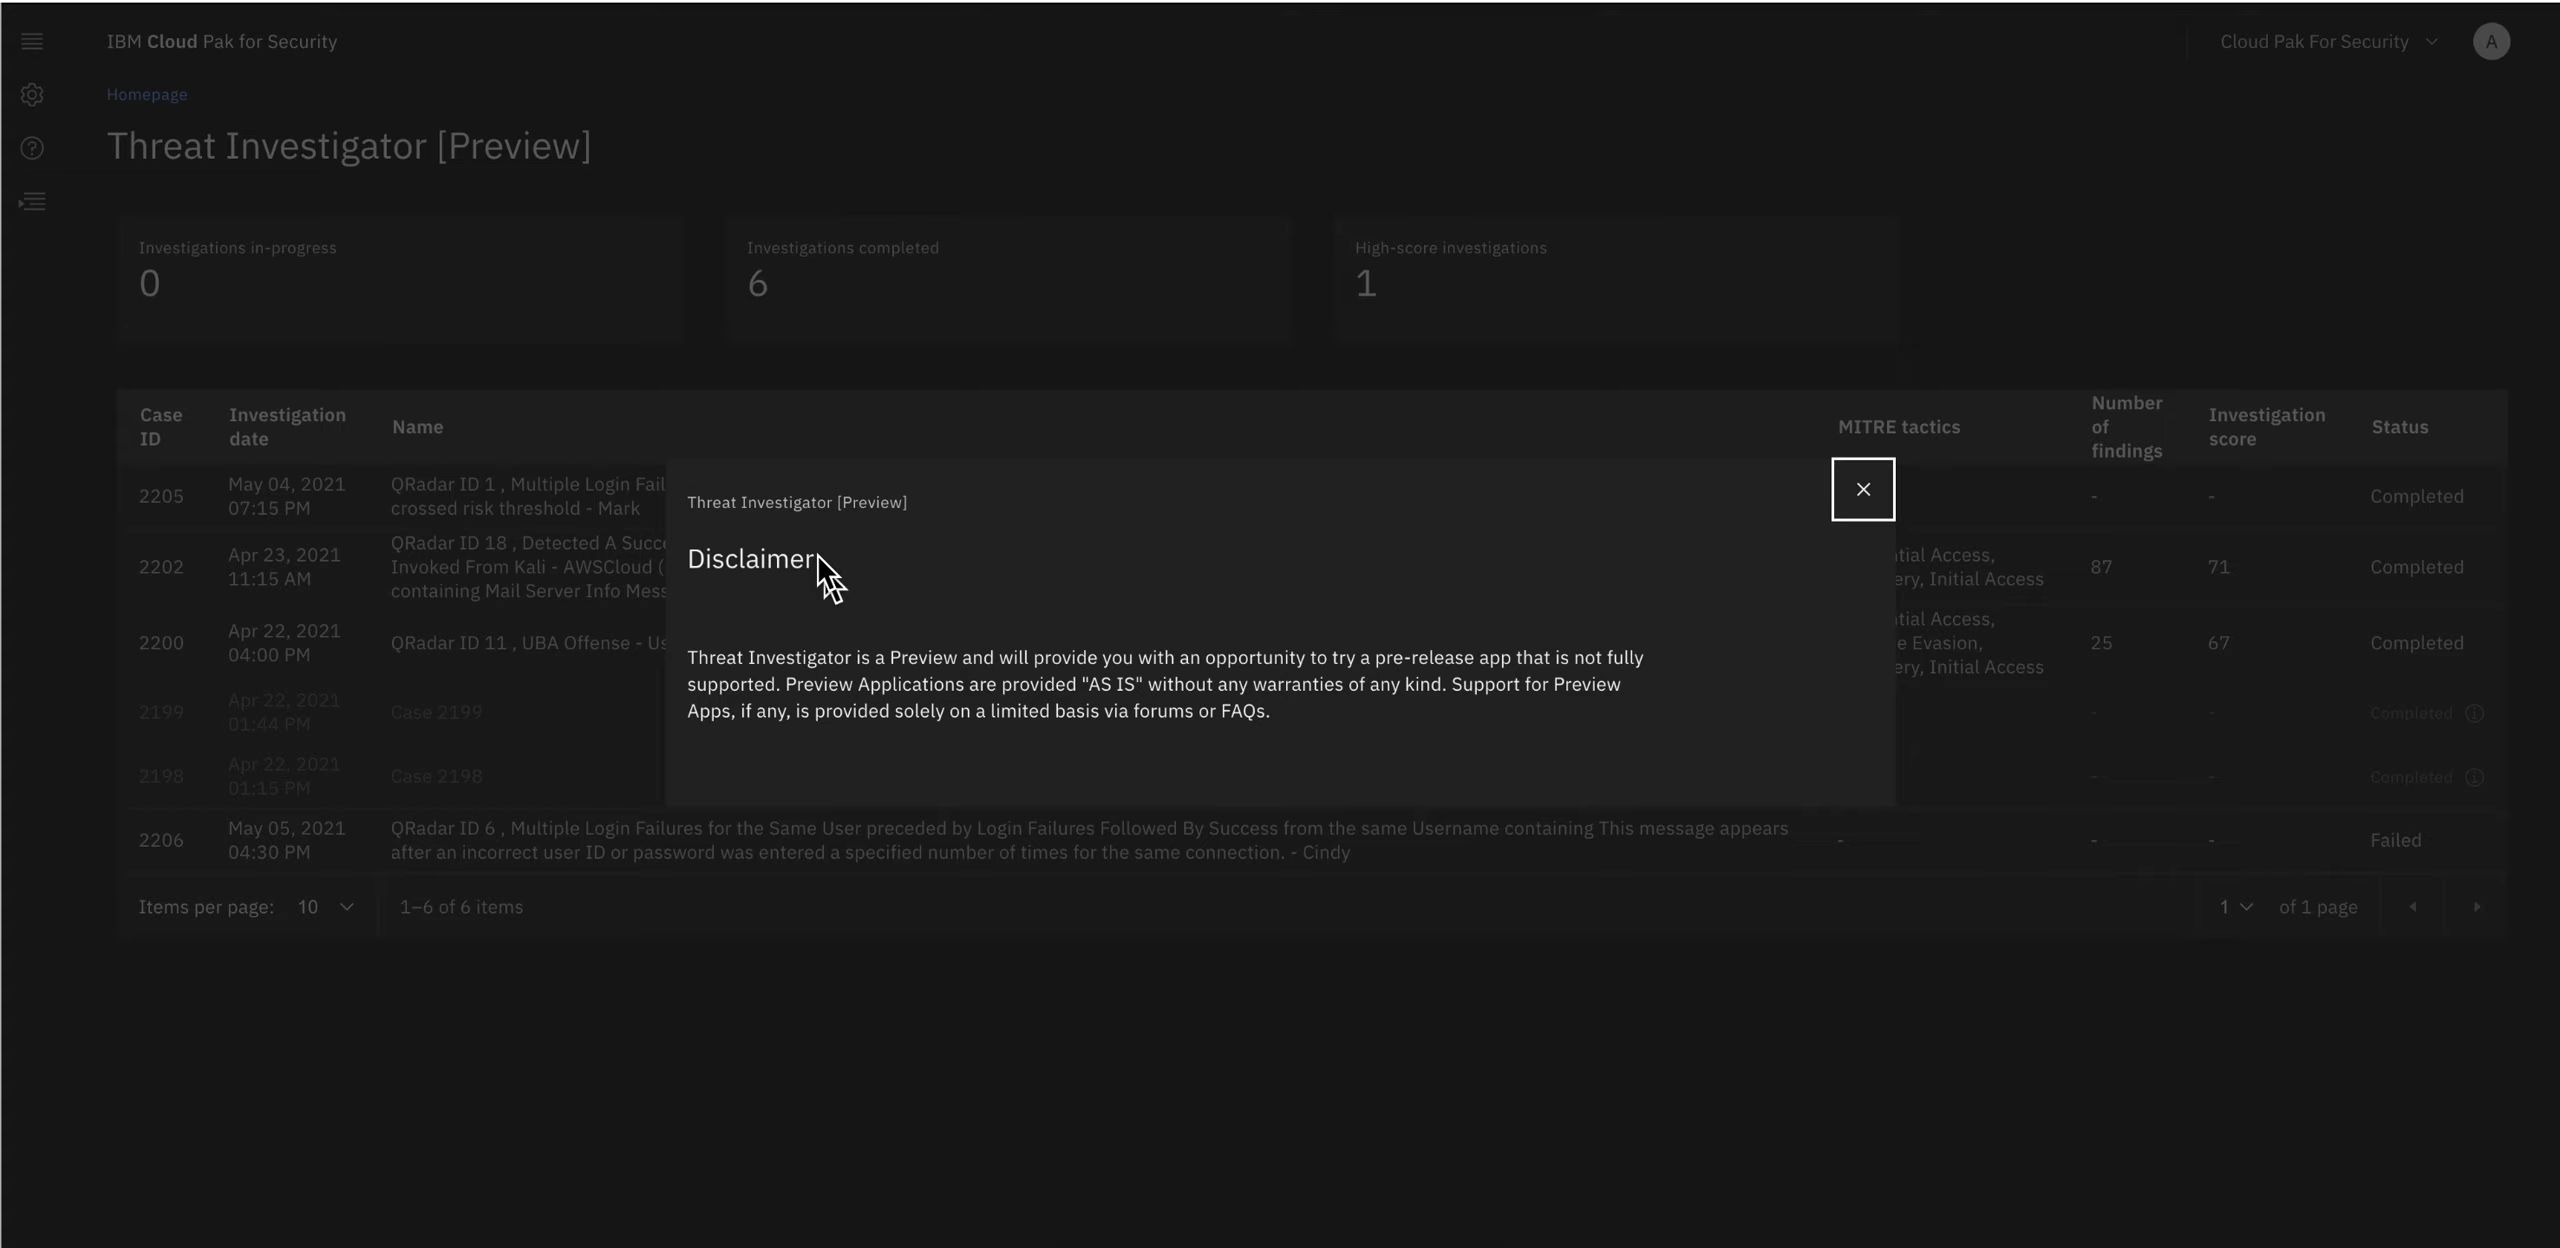 IBM Cloud Pak for Security
Cloud Pak For Security
A
Homepage
Threat Investigator [Preview]
Investigations in-progress
0
Investigations completed
6
High-score investigations
1
Case ID
Investigation date
Name
MITRE tactics
Number of findings
Investigation score
Status
2205
May 04, 2021
07:15 PM
QRadar ID 1 , Multiple Login Fail
crossed risk threshold - Mark
-
-
Completed
2202
Apr 23, 2021
11:15 AM
QRadar ID 18 , Detected A Succe
Invoked From Kali - AWSCloud (
containing Mail Server Info Mess
tial Access,
ery, Initial Access
87
71
Completed
2200
Apr 22, 2021
04:00 PM
QRadar ID 11 , UBA Offense - Us
tial Access,
e Evasion,
ery, Initial Access
25
67
Completed
2199
Apr 22, 2021
01:44 PM
Case 2199
-
-
Completed
2198
Apr 22, 2021
01:15 PM
Case 2198
-
-
Completed
2206
May 05, 2021
04:30 PM
QRadar ID 6 , Multiple Login Failures for the Same User preceded by Login Failures Followed By Success from the same Username containing This message appears
after an incorrect user ID or password was entered a specified number of times for the same connection. - Cindy
-
-
-
Failed
Items per page: 10
1–6 of 6 items
1
of 1 page
Threat Investigator [Preview]
Disclaimer
Threat Investigator is a Preview and will provide you with an opportunity to try a pre-release app that is not fully
supported. Preview Applications are provided "AS IS" without any warranties of any kind. Support for Preview
Apps, if any, is provided solely on a limited basis via forums or FAQs.